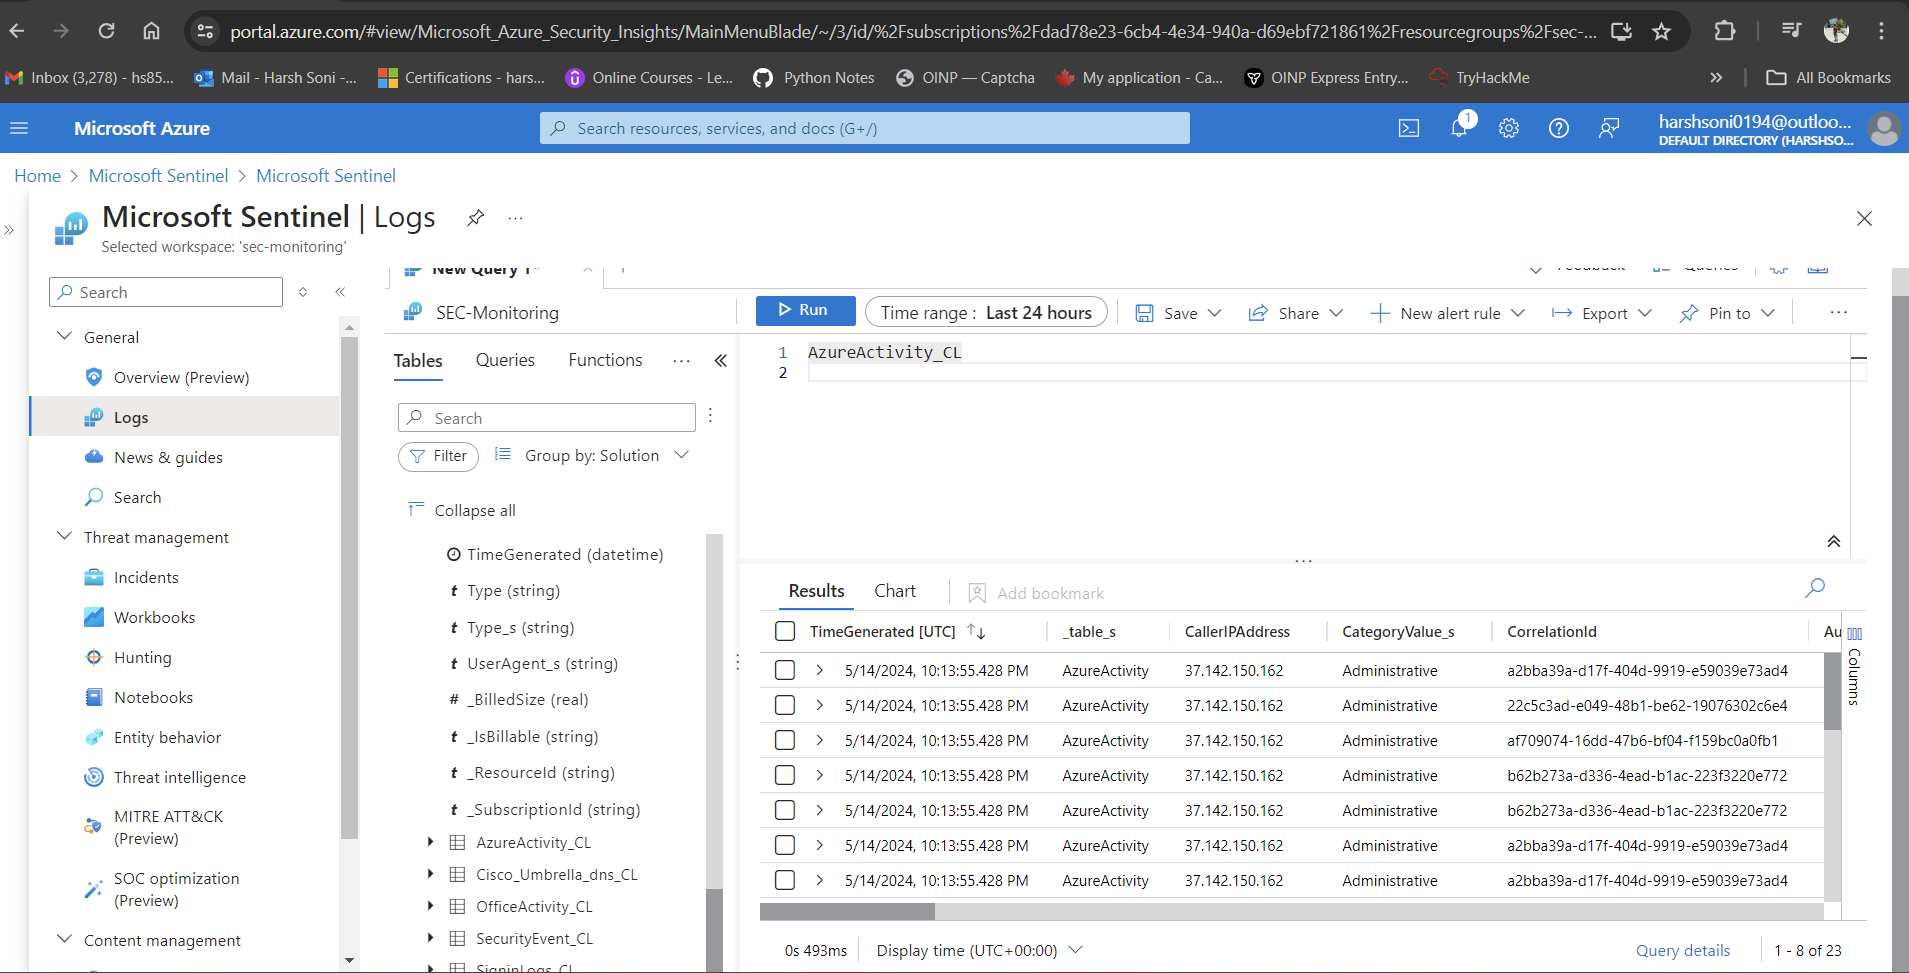 portal.azure.com/#view/Microsoft_Azure_Security_Insights/MainMenuBlade/~/3/id/%2Fsubscriptions%2Fdad78e23-6cb4-4e34-940a-d69ebf721861%2Fresourcegroups%2Fsec-...
Inbox (3,278) - hs85... Mail - Harsh Soni -... Certifications - hars... Online Courses - Le... Python Notes OINP — Captcha My application - Ca... OINP Express Entry... TryHackMe » All Bookmarks
Microsoft Azure
Search resources, services, and docs (G+/)
1
harshsoni0194@outloo...
DEFAULT DIRECTORY (HARSHSO...
Home > Microsoft Sentinel > Microsoft Sentinel
Microsoft Sentinel | Logs ...
Selected workspace: 'sec-monitoring'
Search
General
Overview (Preview)
Logs
News & guides
Search
Threat management
Incidents
Workbooks
Hunting
Notebooks
Entity behavior
Threat intelligence
MITRE ATT&CK
(Preview)
SOC optimization
(Preview)
Content management
New Query 1*
Feedback Queries
SEC-Monitoring
Run
Time range : Last 24 hours
Save Share New alert rule Export Pin to ...
Tables Queries Functions ...
Search
Filter Group by: Solution
Collapse all
TimeGenerated (datetime)
t Type (string)
t Type_s (string)
t UserAgent_s (string)
# _BilledSize (real)
t _IsBillable (string)
t _ResourceId (string)
t _SubscriptionId (string)
AzureActivity_CL
Cisco_Umbrella_dns_CL
OfficeActivity_CL
SecurityEvent_CL
SigninLogs_CL
1 AzureActivity_CL
2
Results Chart Add bookmark
TimeGenerated [UTC] _table_s CallerIPAddress CategoryValue_s CorrelationId Au
5/14/2024, 10:13:55.428 PM AzureActivity 37.142.150.162 Administrative a2bba39a-d17f-404d-9919-e59039e73ad4
5/14/2024, 10:13:55.428 PM AzureActivity 37.142.150.162 Administrative 22c5c3ad-e049-48b1-be62-19076302c6e4
5/14/2024, 10:13:55.428 PM AzureActivity 37.142.150.162 Administrative af709074-16dd-47b6-bf04-f159bc0a0fb1
5/14/2024, 10:13:55.428 PM AzureActivity 37.142.150.162 Administrative b62b273a-d336-4ead-b1ac-223f3220e772
5/14/2024, 10:13:55.428 PM AzureActivity 37.142.150.162 Administrative b62b273a-d336-4ead-b1ac-223f3220e772
5/14/2024, 10:13:55.428 PM AzureActivity 37.142.150.162 Administrative a2bba39a-d17f-404d-9919-e59039e73ad4
5/14/2024, 10:13:55.428 PM AzureActivity 37.142.150.162 Administrative a2bba39a-d17f-404d-9919-e59039e73ad4
Columns
0s 493ms Display time (UTC+00:00) Query details 1 - 8 of 23